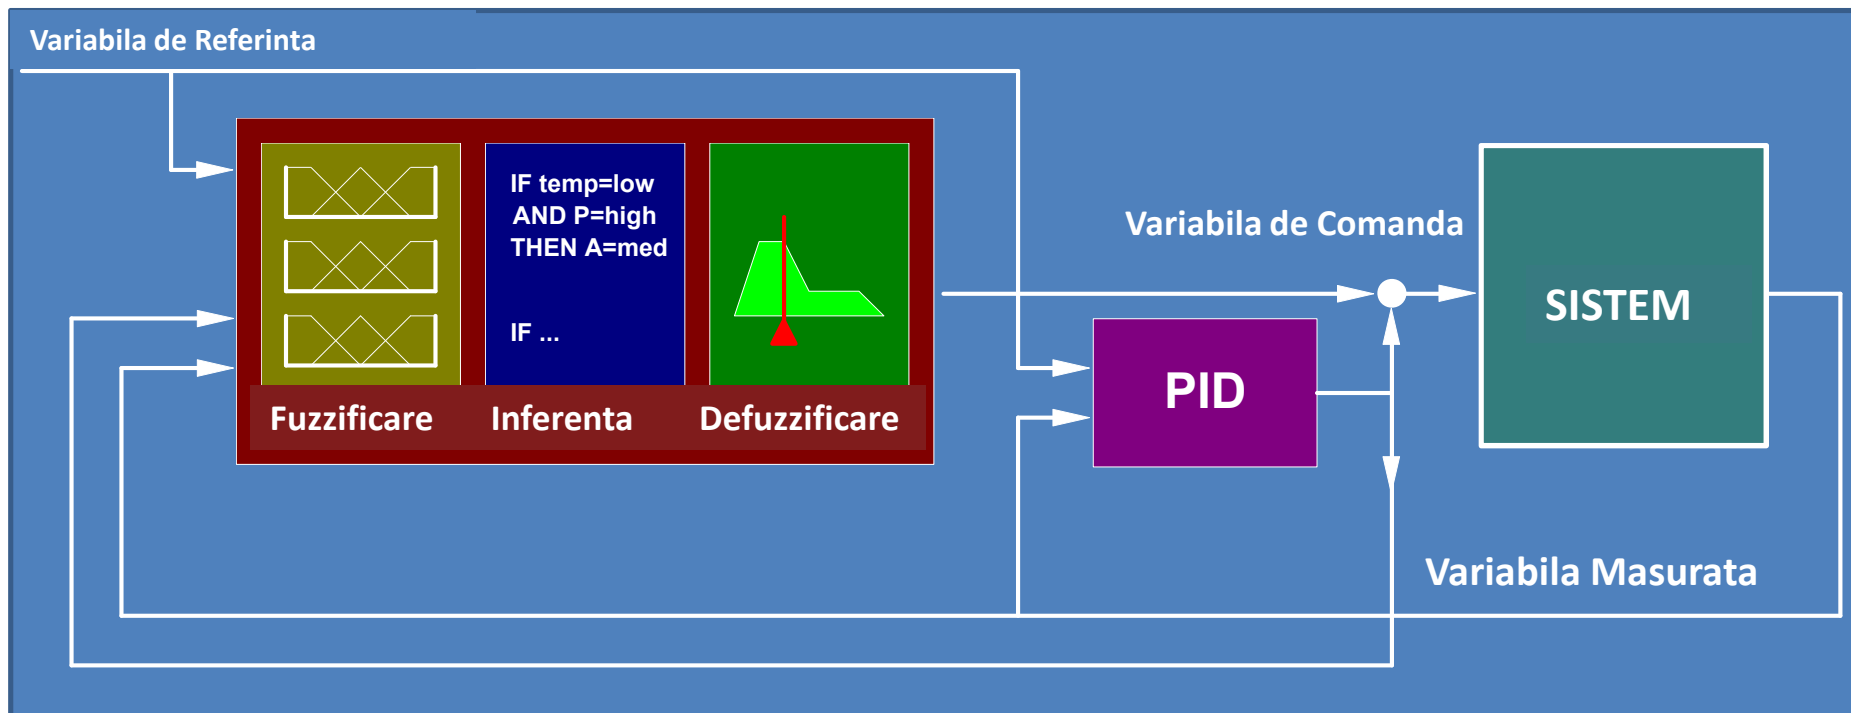 Variabila de Referinta
IF temp=low
AND P=high
THEN A=med
IF ...
Fuzzificare
Inferenta
Defuzzificare
Variabila de Comanda
PID
SISTEM
Variabila Masurata